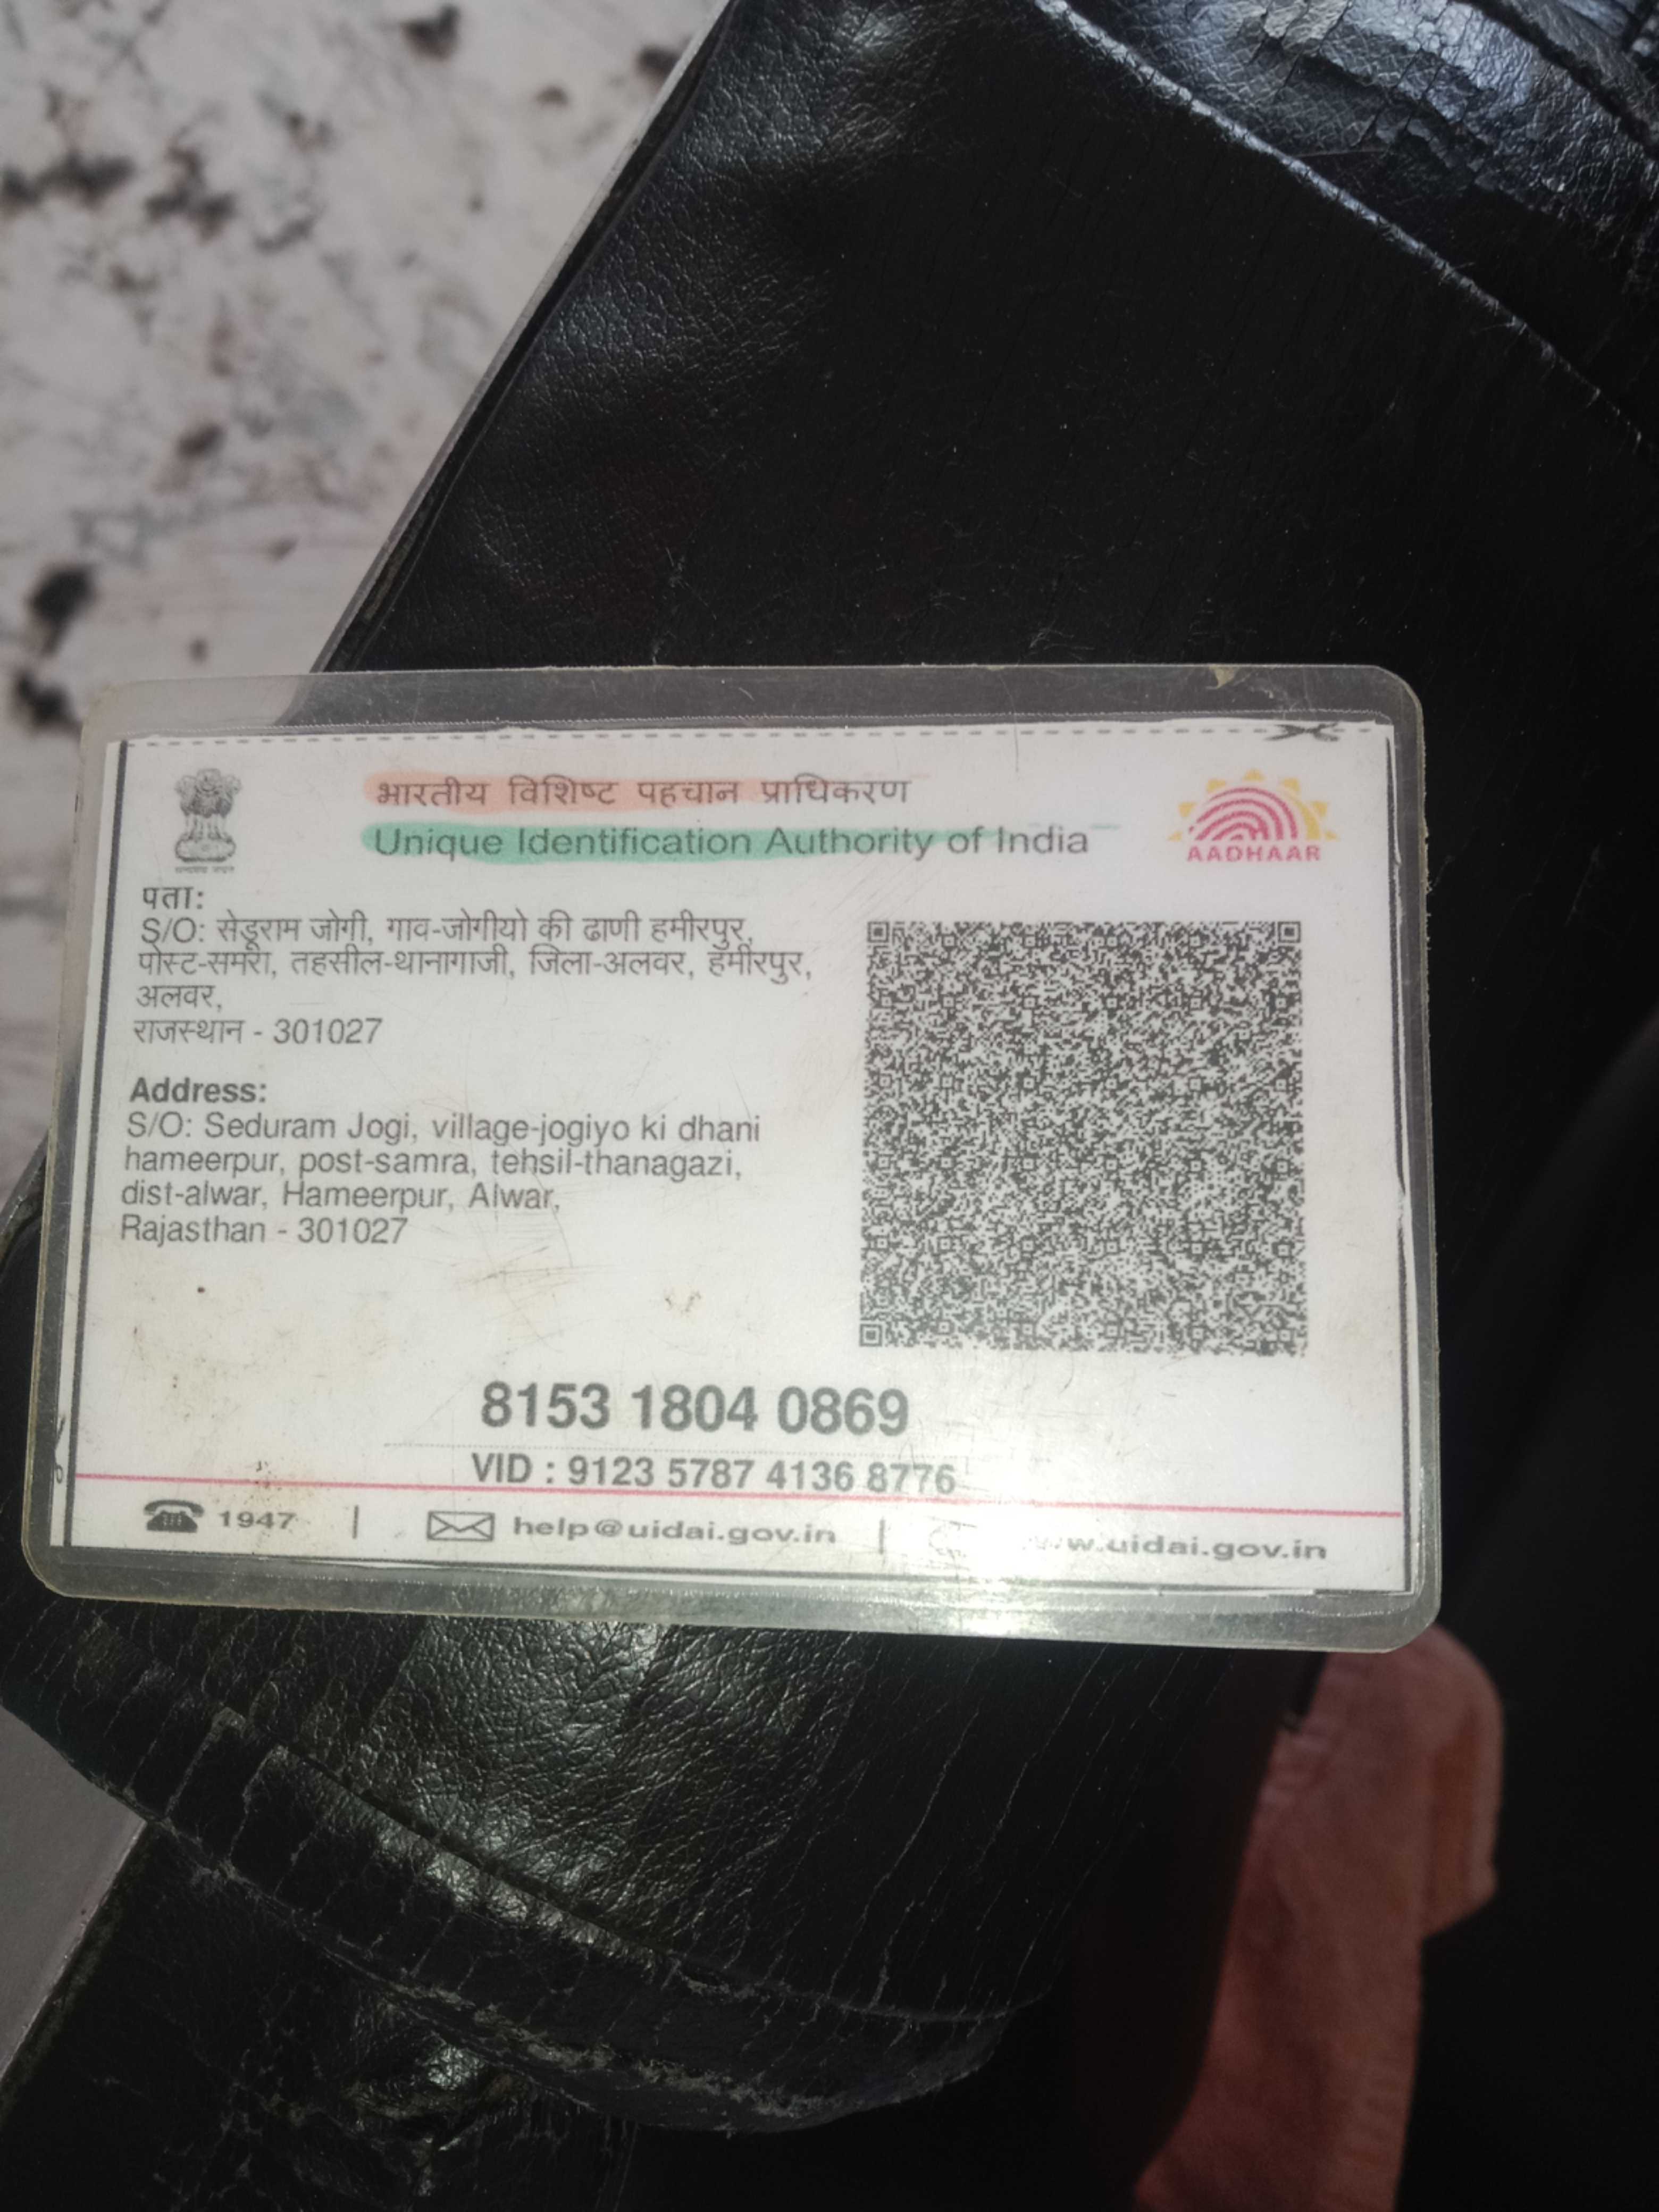 भारतीय विशिष्ट पहचान प्राधिकरण
Unique Identification Authority of India
AADHAAR
पता:
S/O: सेडूराम जोगी, गाव-जोगीयो की ढाणी हमीरपुर,
पोस्ट-समरा, तहसील-थानागाजी, जिला-अलवर, हमीरपुर,
अलवर,
राजस्थान - 301027
Address:
S/O: Seduram Jogi, village-jogiyo ki dhani
hameerpur, post-samra, tehsil-thanagazi,
dist-alwar, Hameerpur, Alwar,
Rajasthan - 301027
8153 1804 0869
VID : 9123 5787 4136 8776
1947 | help@uidai.gov.in | www.uidai.gov.in